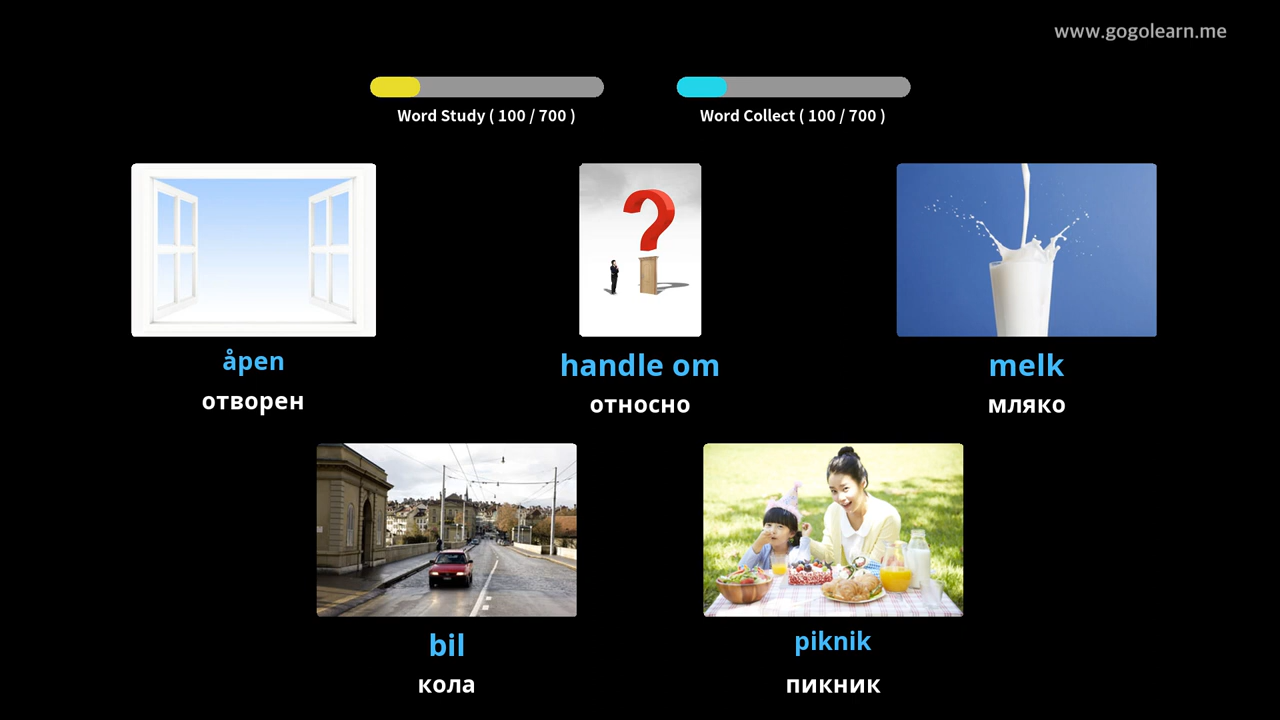 www.gogolearn.me
Word Study ( 100 / 700 )
Word Collect ( 100 / 700 )
åpen
отворен
handle om
относно
melk
мляко
bil
кола
piknik
пикник